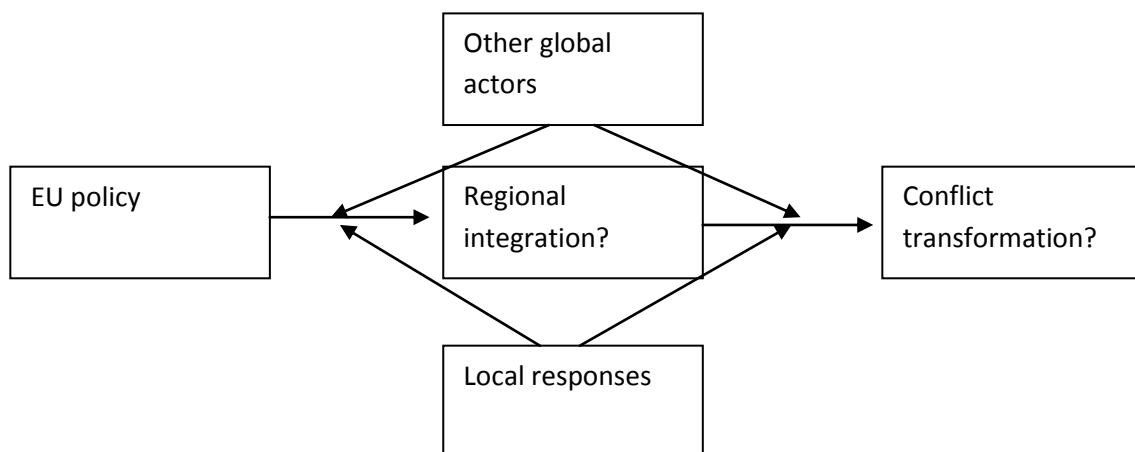 Other global
actors
EU policy
Regional
integration?
Conflict
transformation?
Local responses